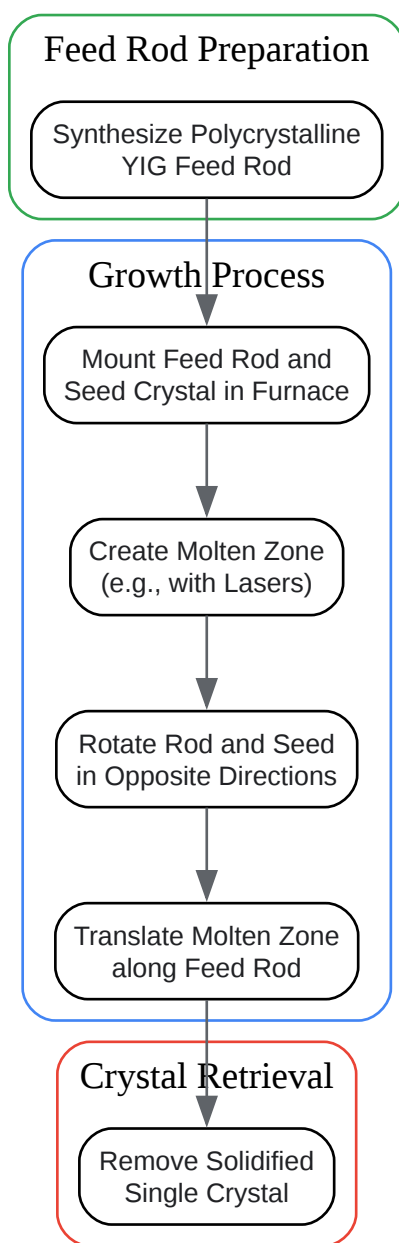 Feed Rod Preparation
Synthesize Polycrystalline
YIG Feed Rod
Growth Process
Mount Feed Rod and
Seed Crystal in Furnace
Create Molten Zone
(e.g., with Lasers)
Rotate Rod and Seed
in Opposite Directions
Translate Molten Zone
along Feed Rod
Crystal Retrieval
Remove Solidified
Single Crystal